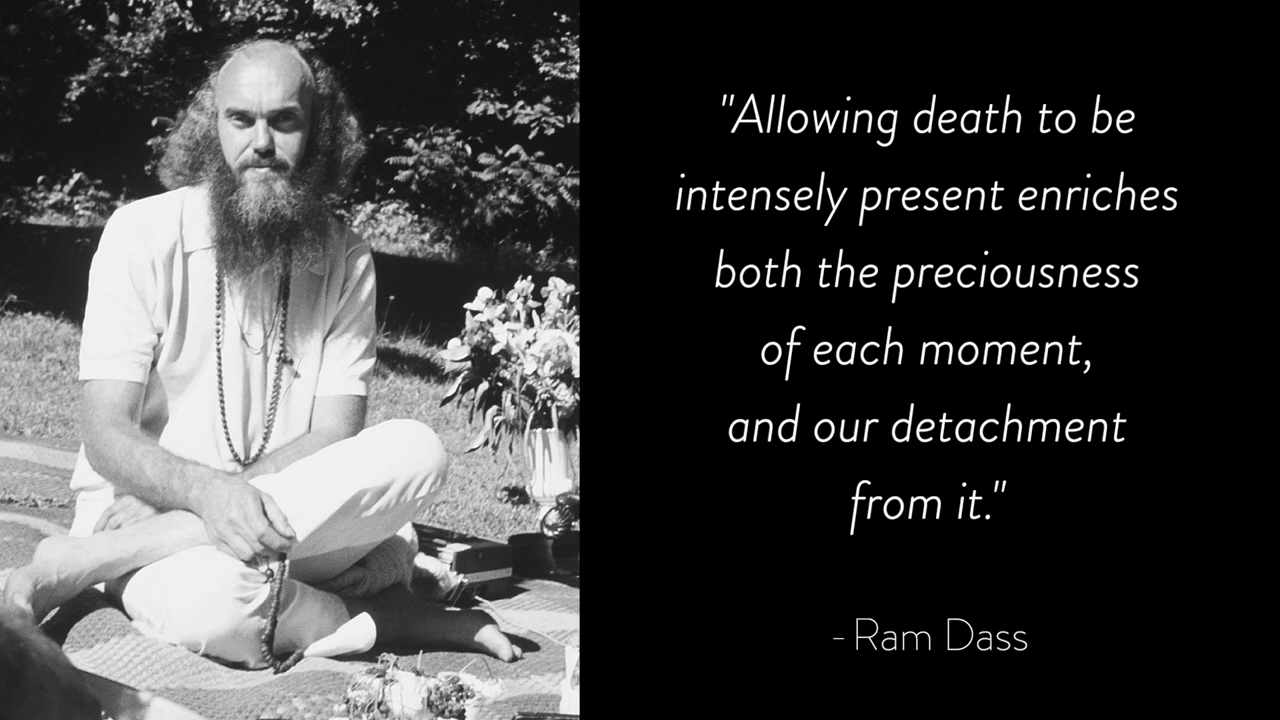 "Allowing death to be
intensely present enriches
both the preciousness
of each moment,
and our detachment
from it."
- Ram Dass